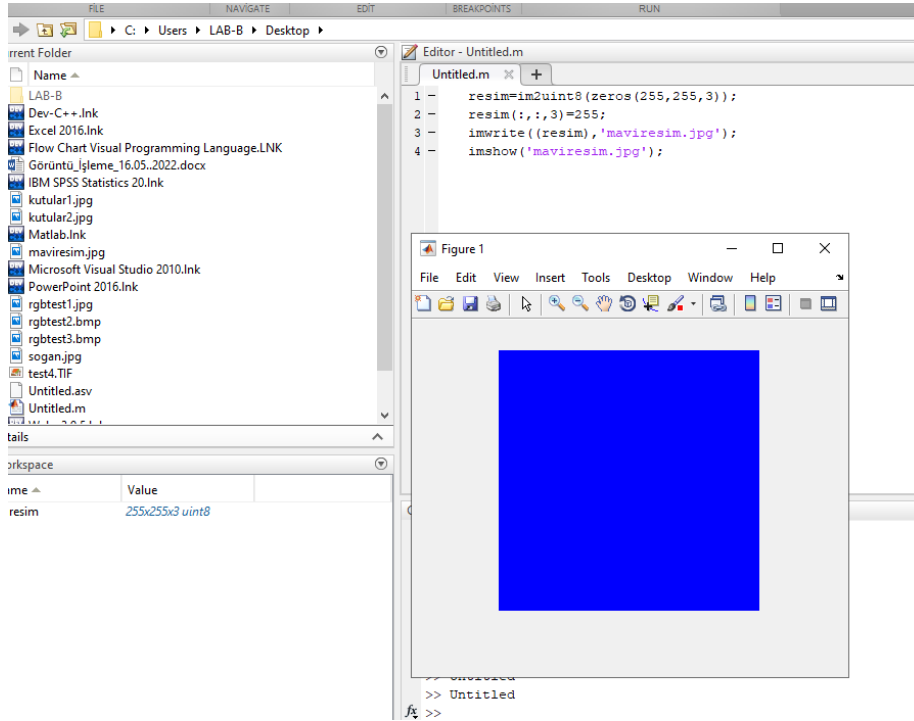 FILE NAVIGATE EDIT BREAKPOINTS RUN
C: Users LAB-B Desktop
Folder
Name
LAB-B
Dev-C++.lnk
Excel 2016.lnk
Flow Chart Visual Programming Language.LNK
Görüntü_İşleme_16.05..2022.docx
IBM SPSS Statistics 20.lnk
kutular1.jpg
kutular2.jpg
Matlab.lnk
maviresim.jpg
Microsoft Visual Studio 2010.lnk
PowerPoint 2016.lnk
rgbtest1.jpg
rgbtest2.bmp
rgbtest3.bmp
sogan.jpg
test4.TIF
Untitled.asv
Untitled.m
tails
orkspace
ame Value
resim 255x255x3 uint8
Editor - Untitled.m
Untitled.m
1 resim=im2uint8(zeros(255,255,3));
2 resim(:,:,3)=255;
3 imwrite((resim),'maviresim.jpg');
4 imshow('maviresim.jpg');
Figure 1
File Edit View Insert Tools Desktop Window Help
>> Untitled
>> Untitled
fx >>